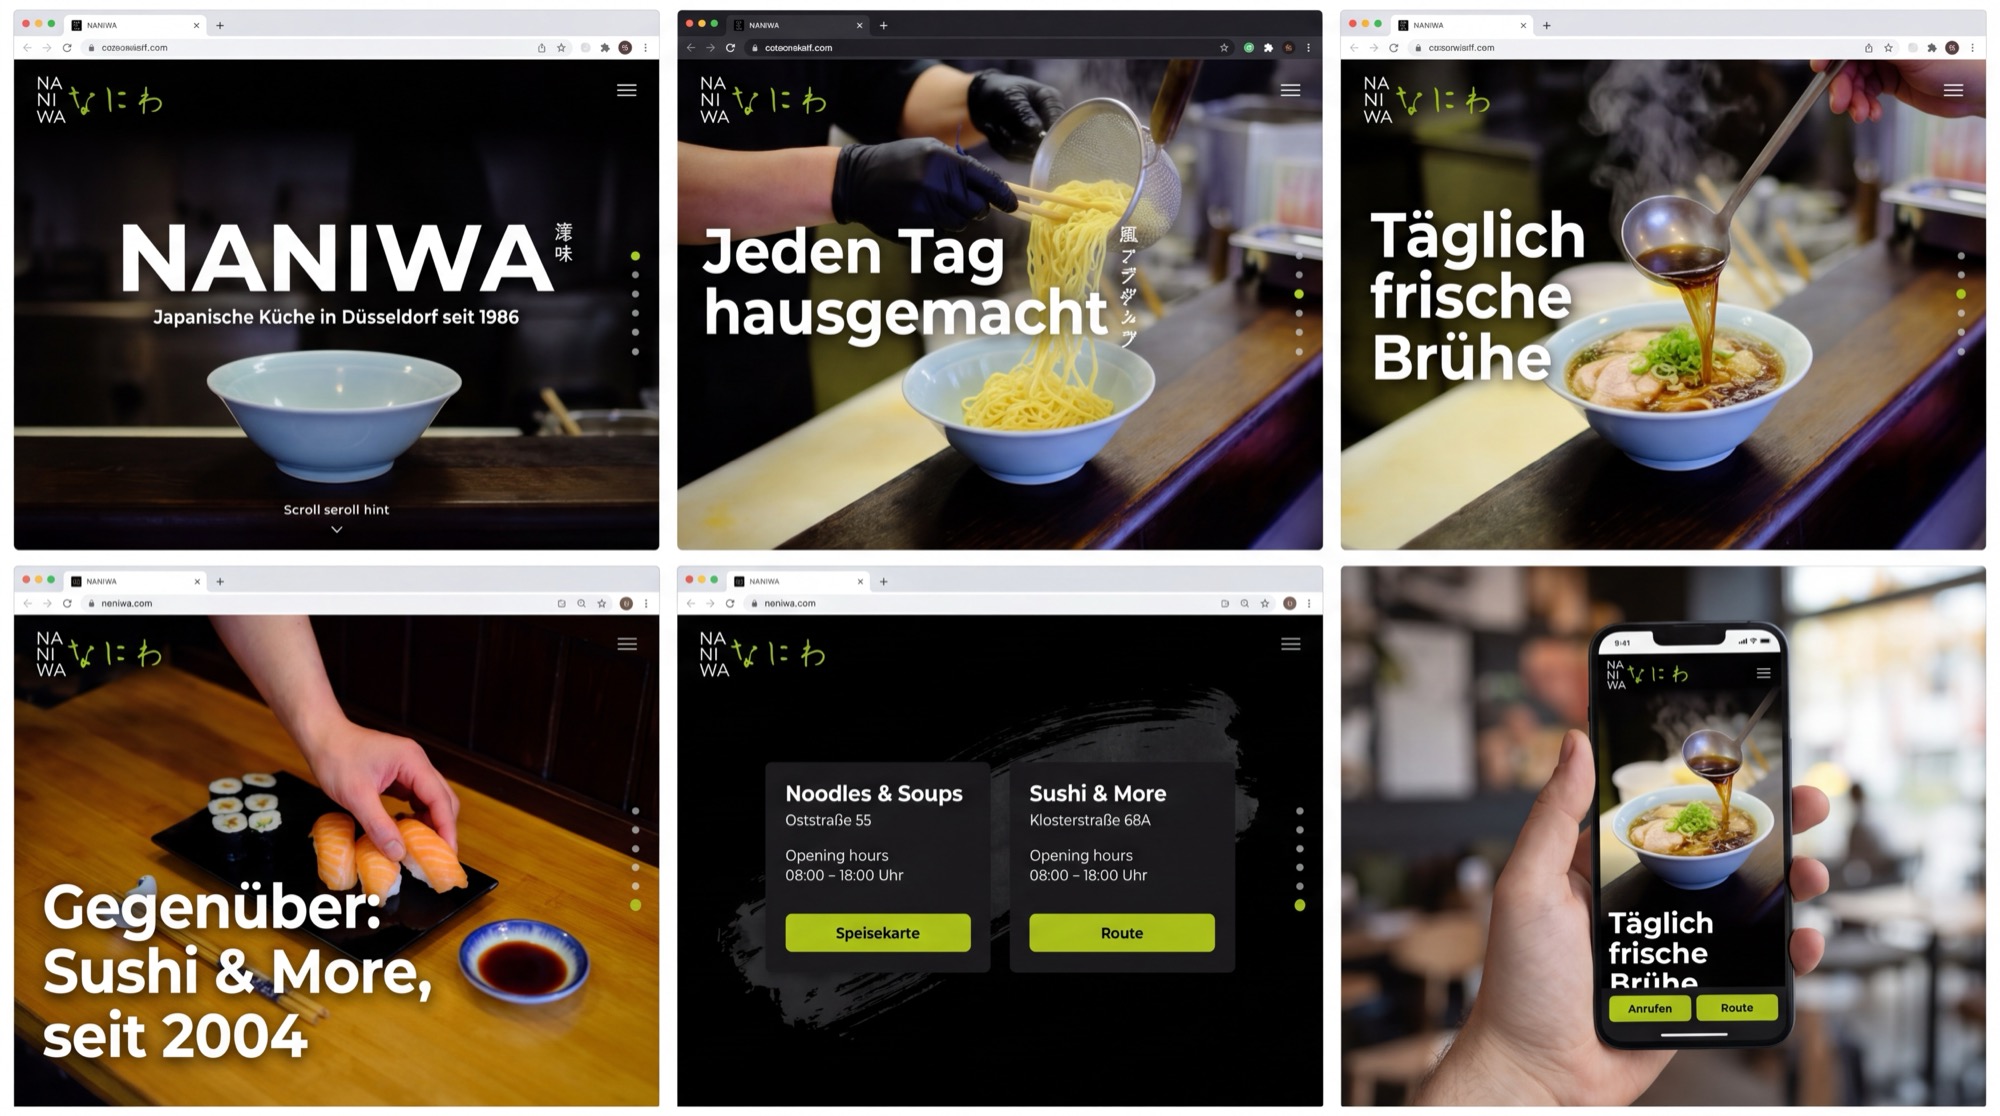 NANIWA
NA
NI
WA
なにわ
NANIWA
味
Japanische Küche in Düsseldorf seit 1986
Scroll seroll hint
NANIWA
NA
NI
WA
なにわ
Jeden Tag
hausgemacht
NANIWA
NA
NI
WA
なにわ
Täglich
frische
Brühe
NANIWA
neniwa.com
NA
NI
WA
なにわ
Gegenüber:
Sushi & More,
seit 2004
NANIWA
neniwa.com
NA
NI
WA
なにわ
Noodles & Soups
Oststraße 55
Opening hours
08:00 – 18:00 Uhr
Speisekarte
Sushi & More
Klosterstraße 68A
Opening hours
08:00 – 18:00 Uhr
Route
9:41
NA
NI
WA
なにわ
Täglich
frische
Brühe
Anrufen
Route